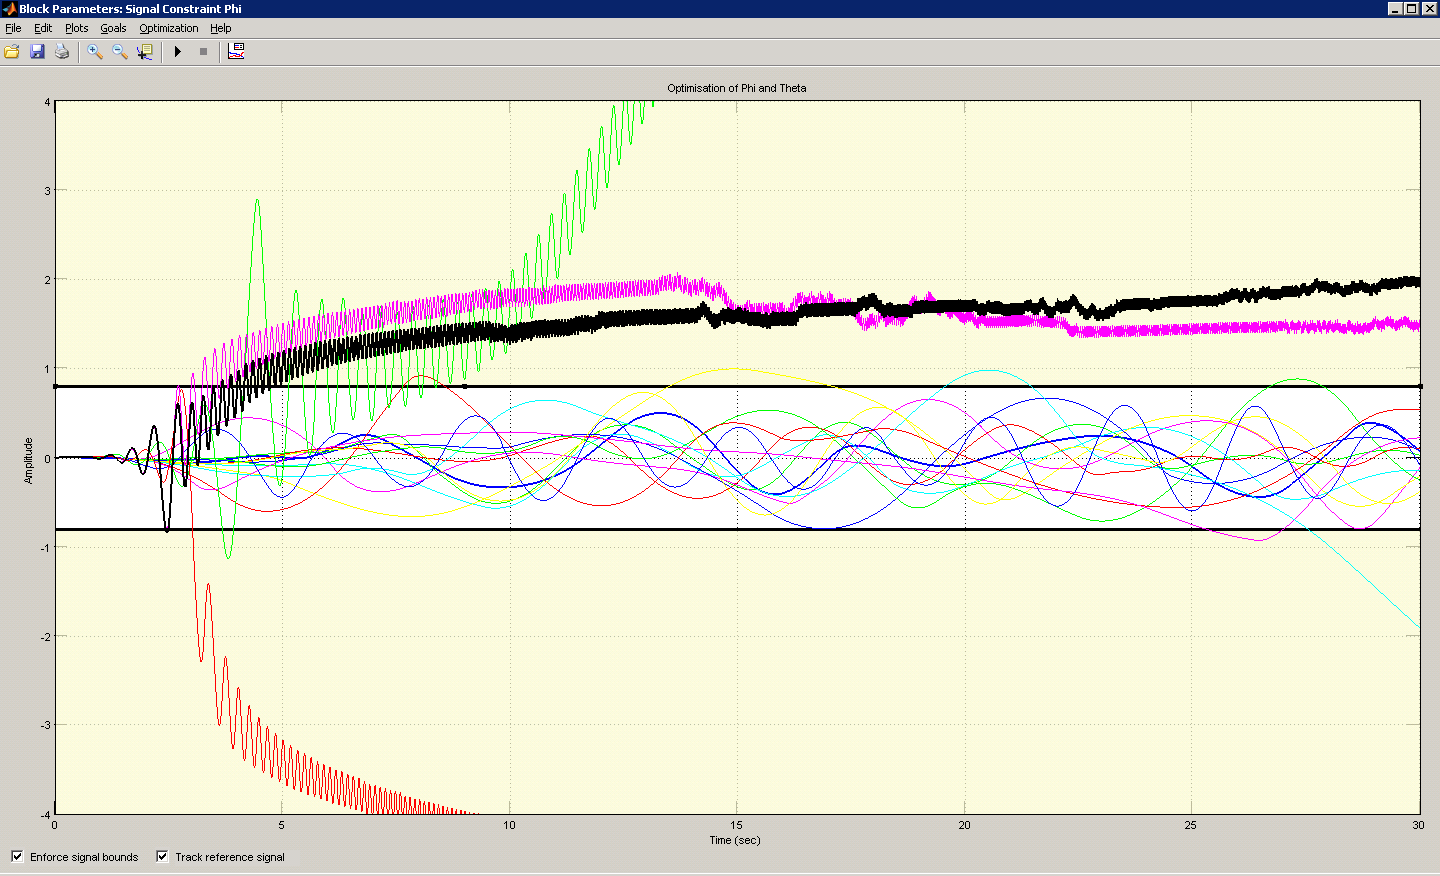 Block Parameters: Signal Constraint Phi
File Edit Plots Goals Optimization Help
Optimisation of Phi and Theta
4
3
2
1
0
-1
-2
-3
-4
Amplitude
0 5 10 15 20 25 30
Time (sec)
Enforce signal bounds Track reference signal